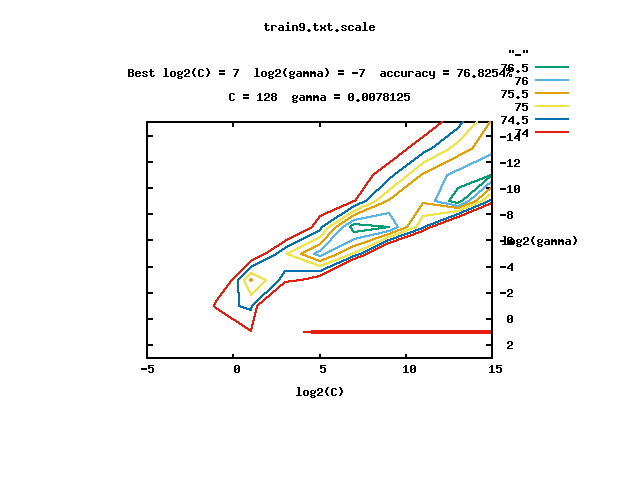 train9.txt.scale
"-"
Best log2(C) = 7 log2(gamma) = -7 accuracy = 76.8254%
C = 128 gamma = 0.0078125
76.5
76
75.5
75
74.5
74
-14
-12
-10
-8
-6
-4
-2
0
2
log2(gamma)
-5 0 5 10 15
log2(C)